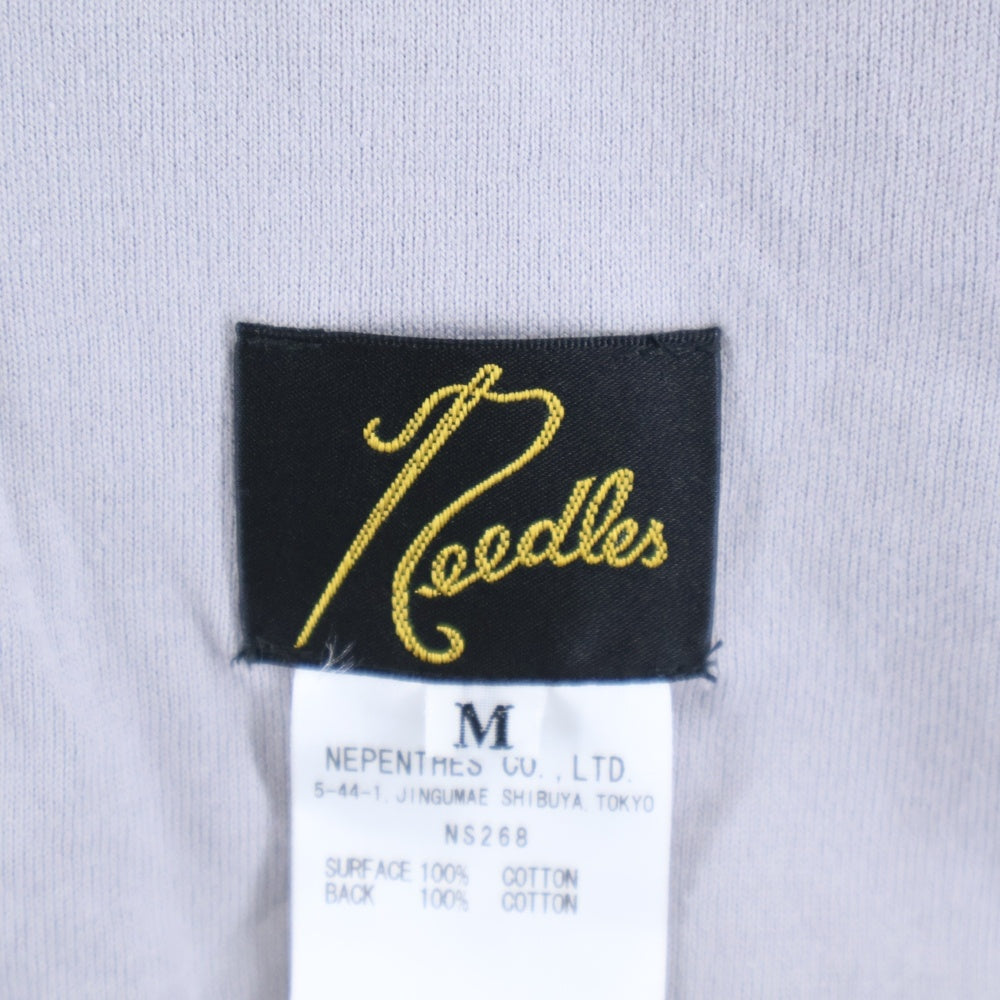 Needles
M
NEPENTHES CO., LTD.
5-44-1. JINGUMAE SHIBUYA. TOKYO
NS268
SURFACE 100% COTTON
BACK 100% COTTON